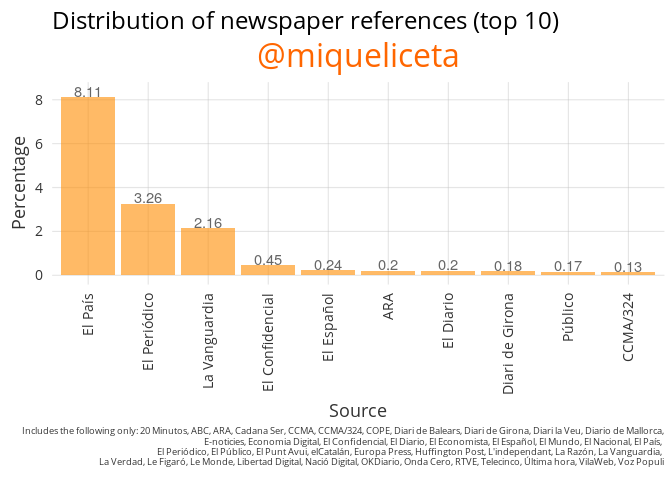 Distribution of newspaper references (top 10)
@miqueliceta
Percentage
8
6
4
2
0
8.11
3.26
2.16
0.45
0.24
0.2
0.2
0.18
0.17
0.13
El País
El Periódico
La Vanguardia
El Confidencial
El Español
ARA
El Diario
Diari de Girona
Público
CCMA/324
Source
Includes the following only: 20 Minutos, ABC, ARA, Cadana Ser, CCMA, CCMA/324, COPE, Diari de Balears, Diari de Girona, Diari la Veu, Diario de Mallorca,
E-noticies, Economia Digital, El Confidencial, El Diario, El Economista, El Español, El Mundo, El Nacional, El País,
El Periódico, El Público, El Punt Avui, elCatalán, Europa Press, Huffington Post, L'independant, La Razón, La Vanguardia,
La Verdad, Le Figaró, Le Monde, Libertad Digital, Nació Digital, OKDiario, Onda Cero, RTVE, Telecinco, Última hora, VilaWeb, Voz Populi